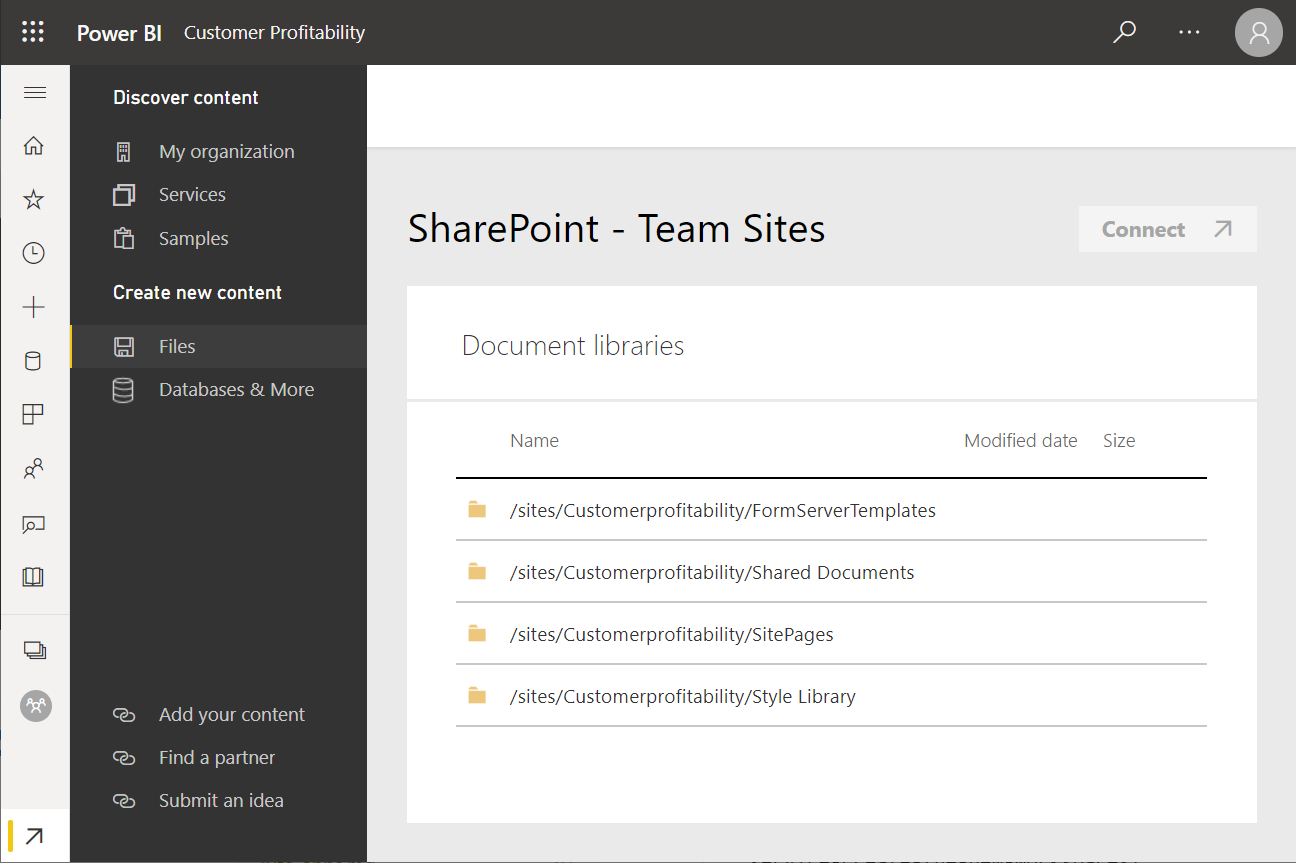 Power BI Customer Profitability
Discover content
My organization
Services
Samples
Create new content
Files
Databases & More
Add your content
Find a partner
Submit an idea
SharePoint - Team Sites
Connect
Document libraries
Name Modified date Size
/sites/Customerprofitability/FormServerTemplates
/sites/Customerprofitability/Shared Documents
/sites/Customerprofitability/SitePages
/sites/Customerprofitability/Style Library